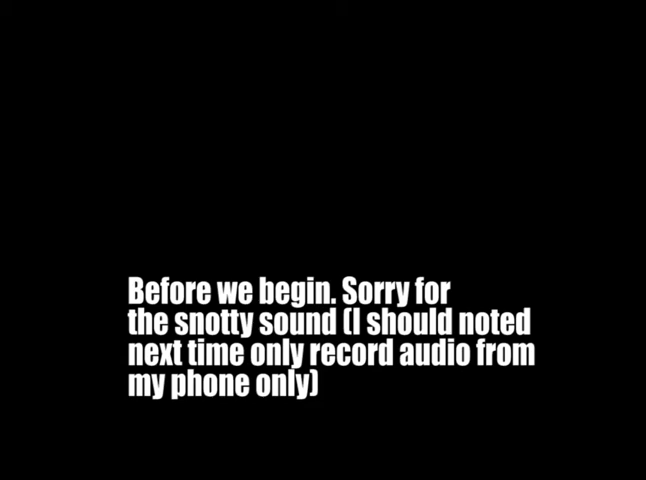 Before we begin. Sorry for
the snotty sound (I should noted
next time only record audio from
my phone only)